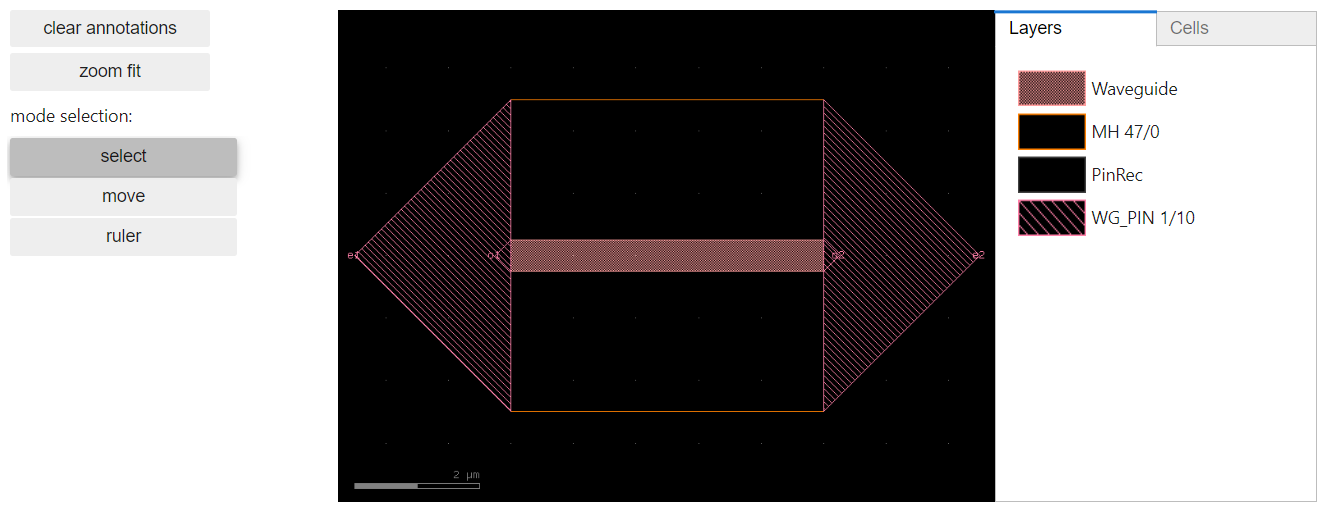 clear annotations
zoom fit
mode selection:
select
move
ruler
e1
o1
o2
e2
2 μm
Layers
Cells
Waveguide
MH 47/0
PinRec
WG_PIN 1/10